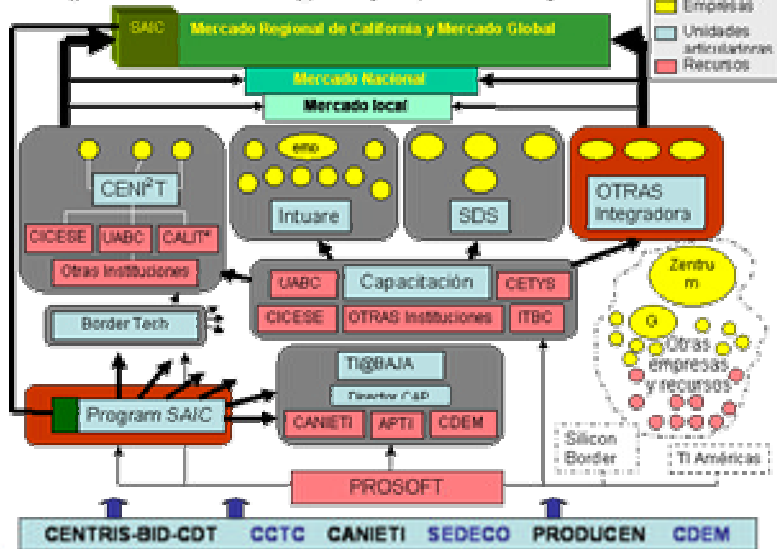 Empresas
Unidades
articuladoras
Recursos
SAIC
Mercado Regional de California y Mercado Global
Mercado Nacional
Mercado local
emp
CENI²T
Intuare
SDS
OTRAS
Integradora
CICESE
UABC
CALIT²
Otras Instituciones
Zentru
m
UABC
Capacitación
CETYS
CICESE
OTRAS Instituciones
ITBC
Border Tech
G
Otras
empresas
y recursos
TI@BAJA
Director CAP
Program SAIC
CANIETI
APTI
CDEM
Silicon
Border
TI Américas
PROSOFT
CENTRIS-BID-CDT CCTC CANIETI SEDECO PRODUCEN CDEM